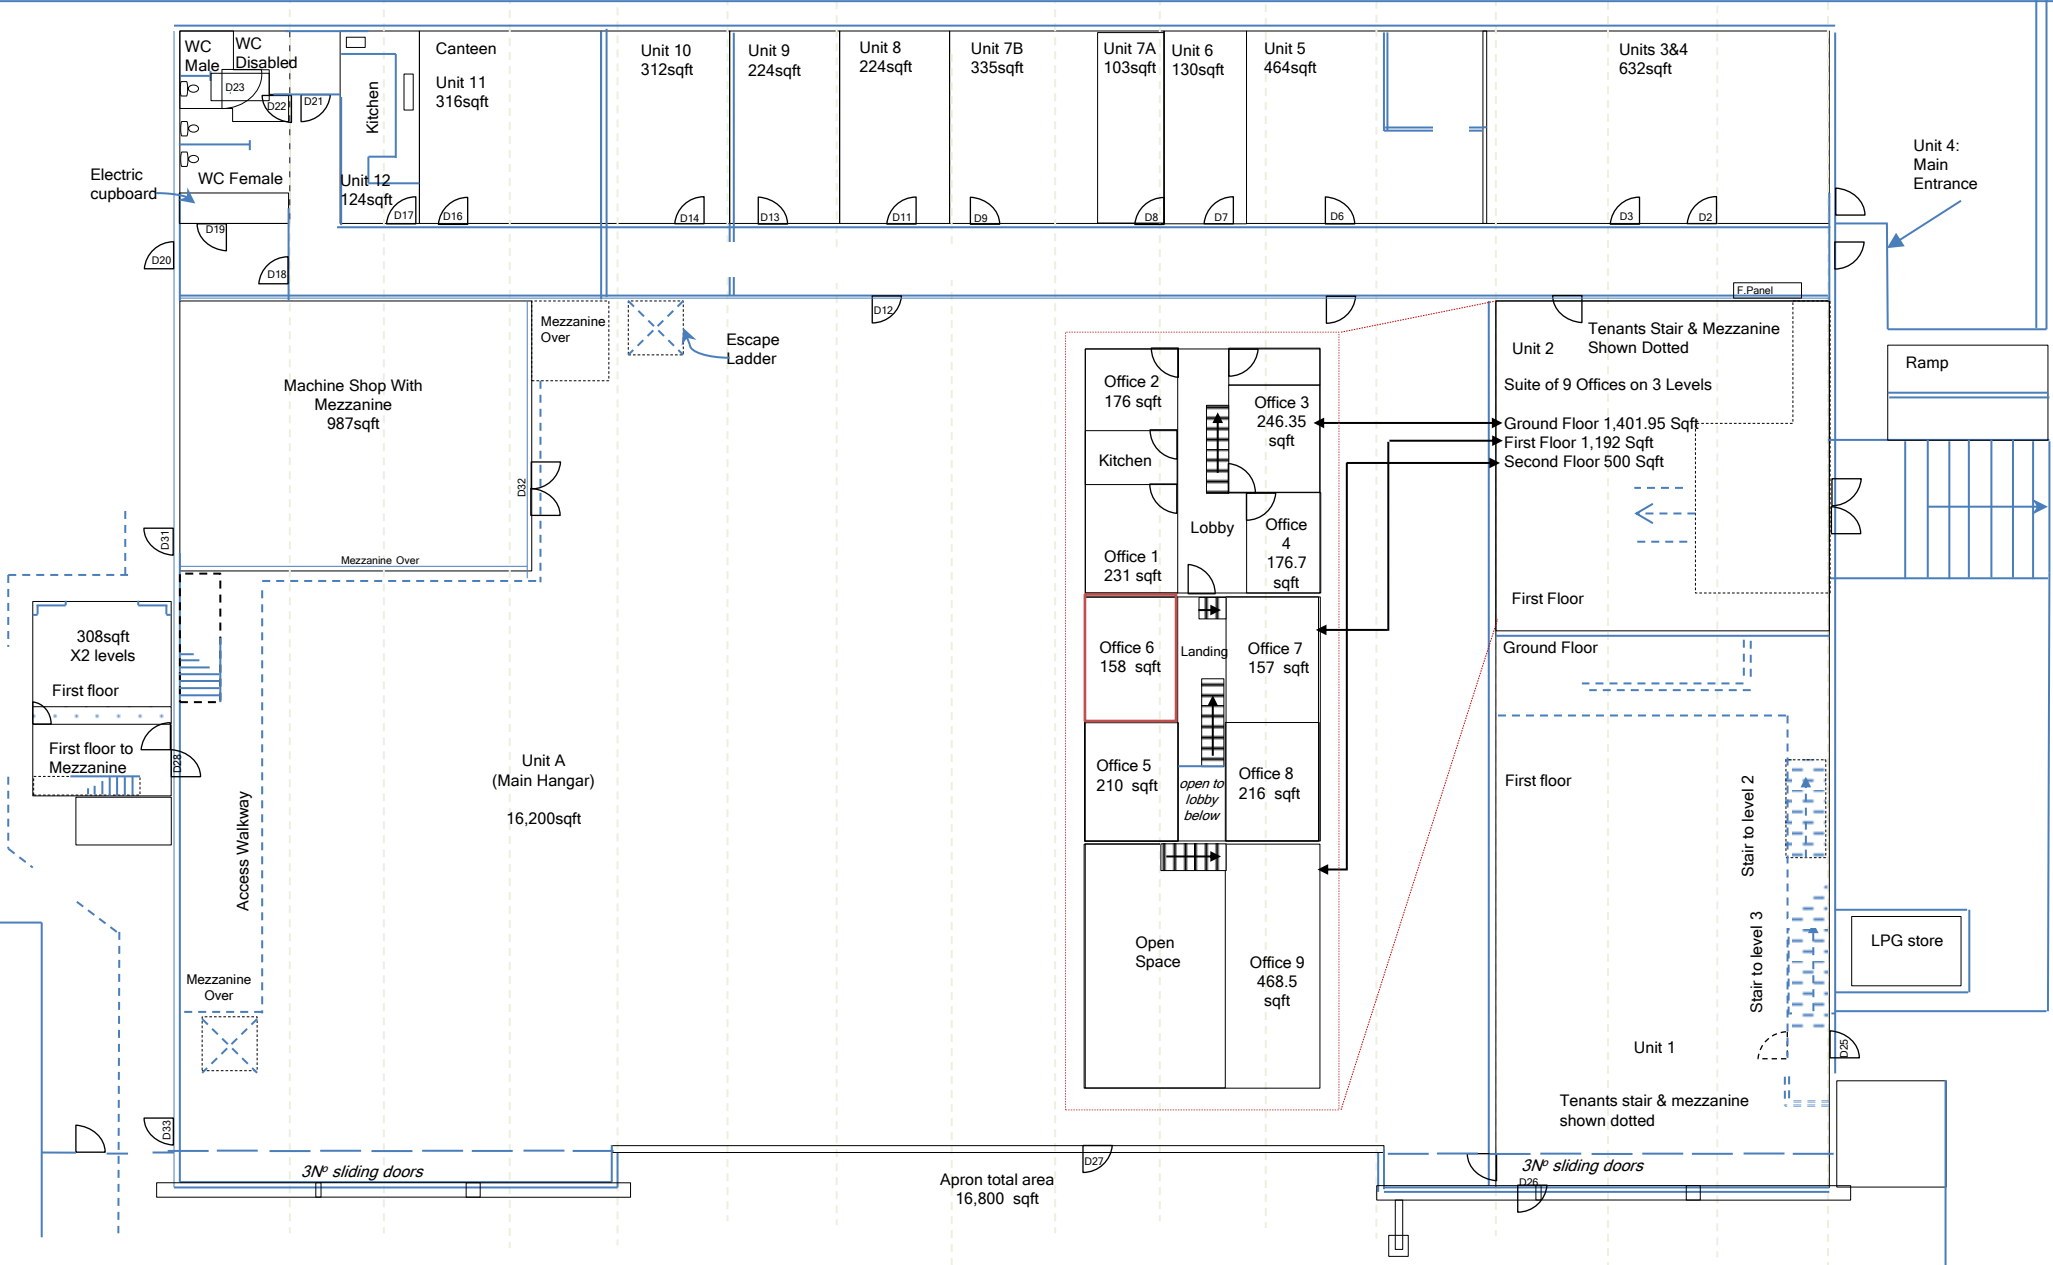 WC
Male
WC
Disabled
D23
D22
D21
Kitchen
Canteen
Unit 11
316sqft
Unit 10
312sqft
Unit 9
224sqft
Unit 8
224sqft
Unit 7B
335sqft
Unit 7A
103sqft
Unit 6
130sqft
Unit 5
464sqft
Units 3&4
632sqft
Unit 4:
Main
Entrance
Electric
cupboard
WC Female
Unit 12
124sqft
D17
D16
D14
D13
D11
D9
D8
D7
D6
D3
D2
D19
D20
D18
F.Panel
D12
Mezzanine
Over
Escape
Ladder
Machine Shop With
Mezzanine
987sqft
D32
Mezzanine Over
D31
Office 2
176 sqft
Kitchen
Office 1
231 sqft
Office 3
246.35
sqft
Lobby
Office
4
176.7
sqft
Office 6
158 sqft
Landing
Office 7
157 sqft
Office 5
210 sqft
open to
lobby
below
Office 8
216 sqft
Open
Space
Office 9
468.5
sqft
Tenants Stair & Mezzanine
Shown Dotted
Unit 2
Suite of 9 Offices on 3 Levels
Ground Floor 1,401.95 Sqft
First Floor 1,192 Sqft
Second Floor 500 Sqft
First Floor
Ramp
Ground Floor
First floor
Stair to level 2
Stair to level 3
LPG store
Unit 1
D25
Tenants stair & mezzanine
shown dotted
308sqft
X2 levels
First floor
First floor to
Mezzanine
D28
Access Walkway
Unit A
(Main Hangar)
16,200sqft
Mezzanine
Over
D33
3Nº sliding doors
D27
Apron total area
16,800 sqft
3Nº sliding doors
D26